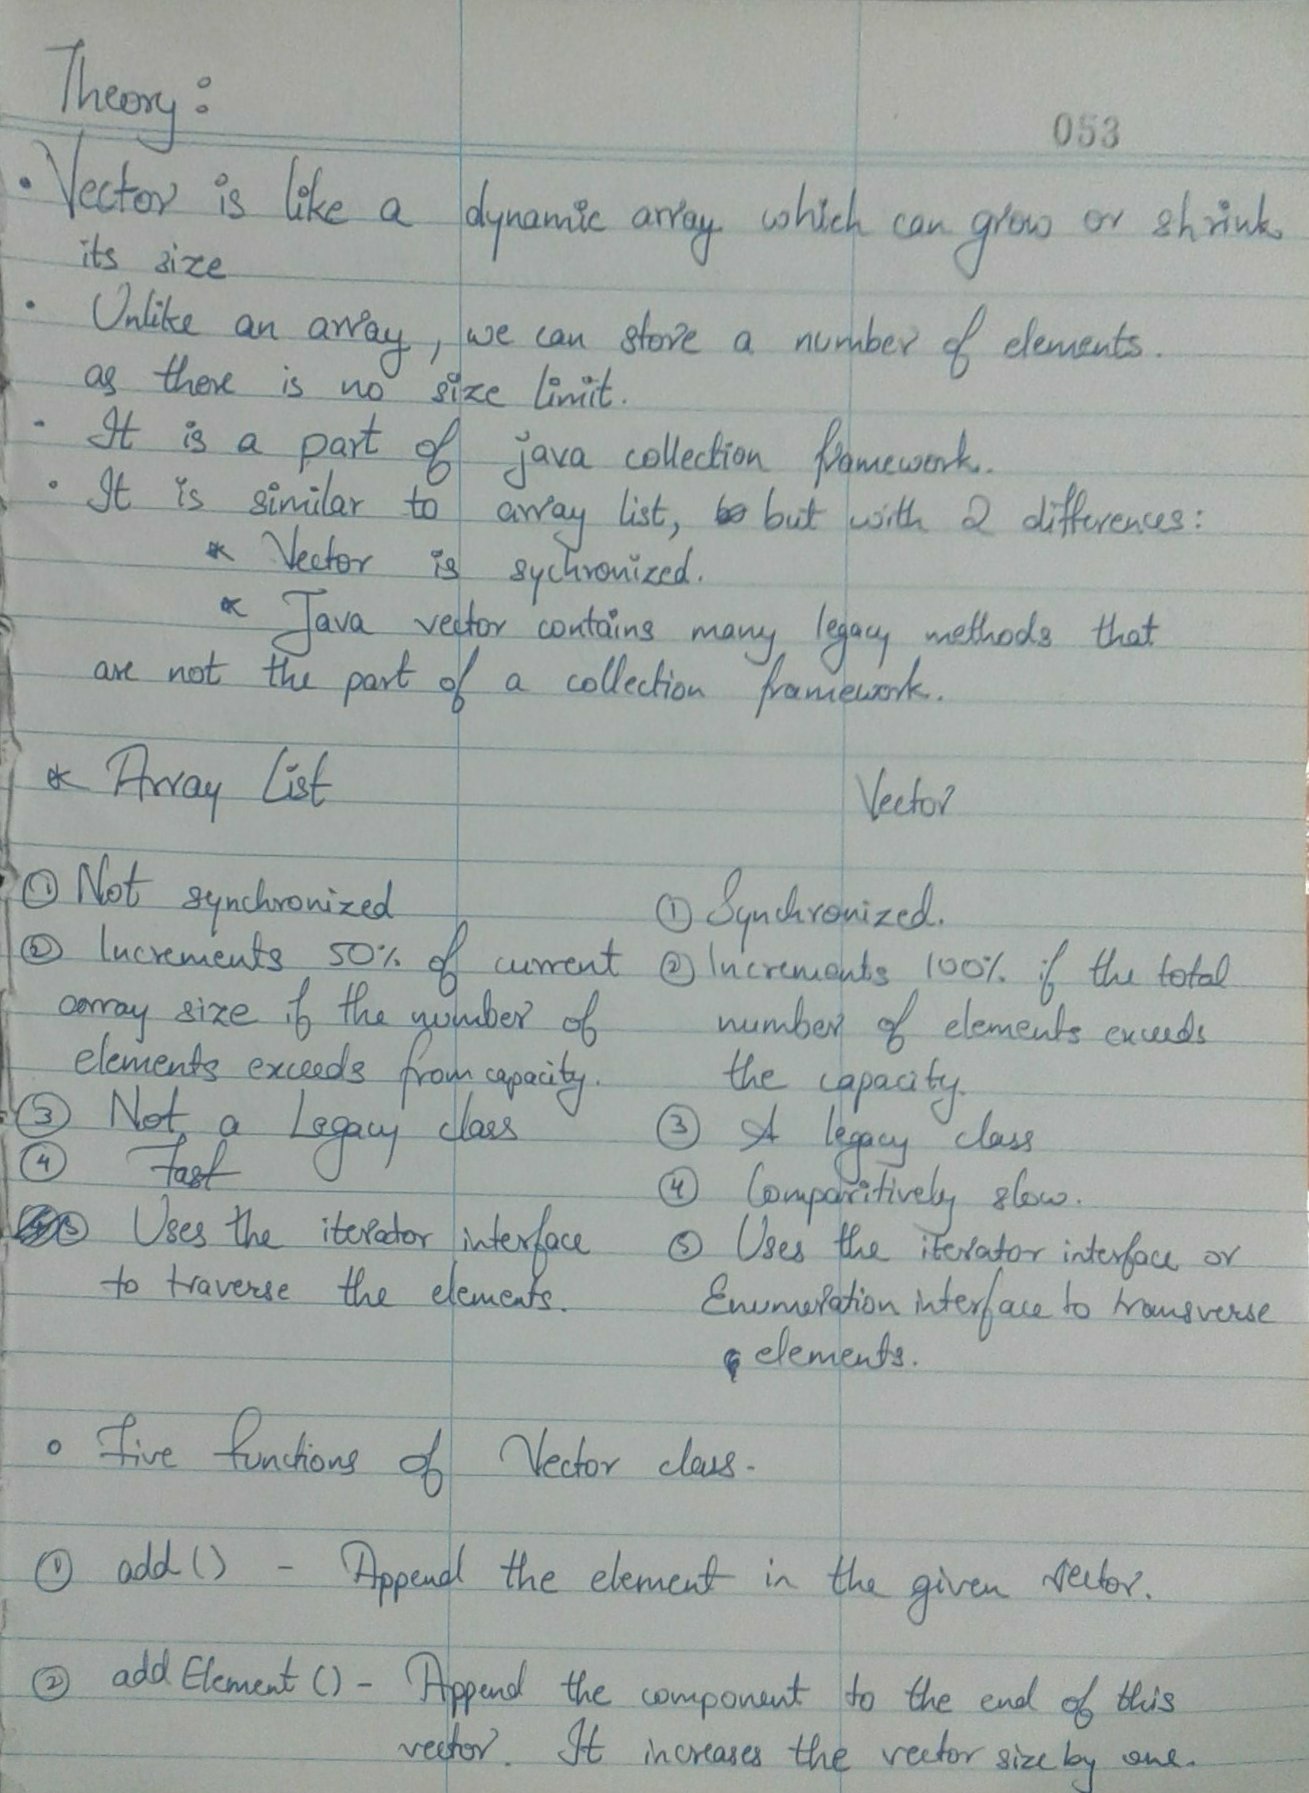 Theory:
053
• Vector is like a dynamic array which can grow or shrink
its size
• Unlike an array, we can store a number of elements.
as there is no size limit.
• It is a part of java collection framework.
• It is similar to array list, but with 2 differences:
* Vector is sychronized.
* Java vector contains many legacy methods that
are not the part of a collection framework.
* Array List
Vector
① Not synchronized
② Increments 50% of current
array size if the number of
elements exceeds from capacity.
③ Not a Legacy class
④ Fast
⑤ Uses the iterator interface
to traverse the elements.
① Synchronized.
② Increments 100% if the total
number of elements exceeds
the capacity.
③ A legacy class
④ Comparitively slow.
⑤ Uses the iterator interface or
Enumeration interface to transverse
elements.
• Five functions of Vector class.
① add() - Append the element in the given vector.
② addElement() - Append the component to the end of this
vector. It increases the vector size by one.